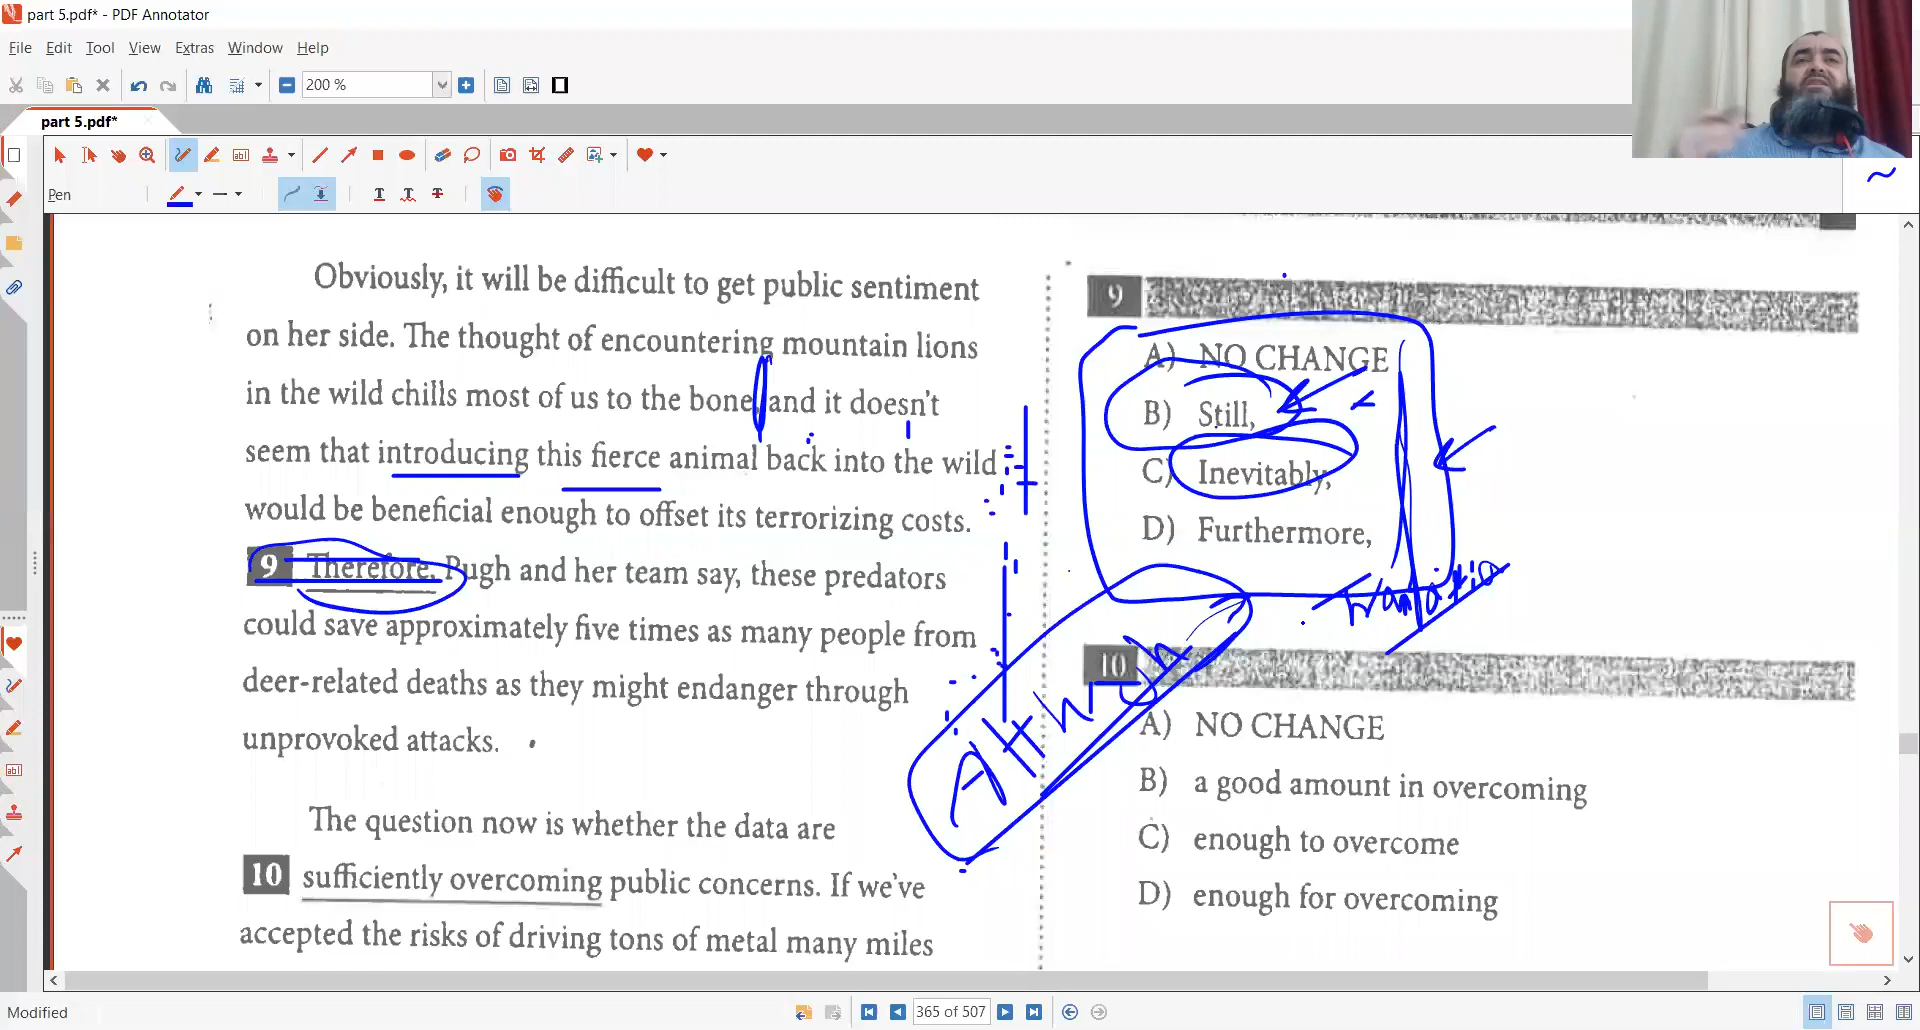 part 5.pdf* - PDF Annotator
File Edit Tool View Extras Window Help
200 %
part 5.pdf*
Pen
Obviously, it will be difficult to get public sentiment
on her side. The thought of encountering mountain lions
in the wild chills most of us to the bone, and it doesn't
seem that introducing this fierce animal back into the wild
would be beneficial enough to offset its terrorizing costs.
9 Therefore, Pugh and her team say, these predators
could save approximately five times as many people from
deer-related deaths as they might endanger through
unprovoked attacks.
The question now is whether the data are
10 sufficiently overcoming public concerns. If we've
accepted the risks of driving tons of metal many miles
9
A) NO CHANGE
B) Still,
C) Inevitably,
D) Furthermore,
10
A) NO CHANGE
B) a good amount in overcoming
C) enough to overcome
D) enough for overcoming
Modified
365 of 507